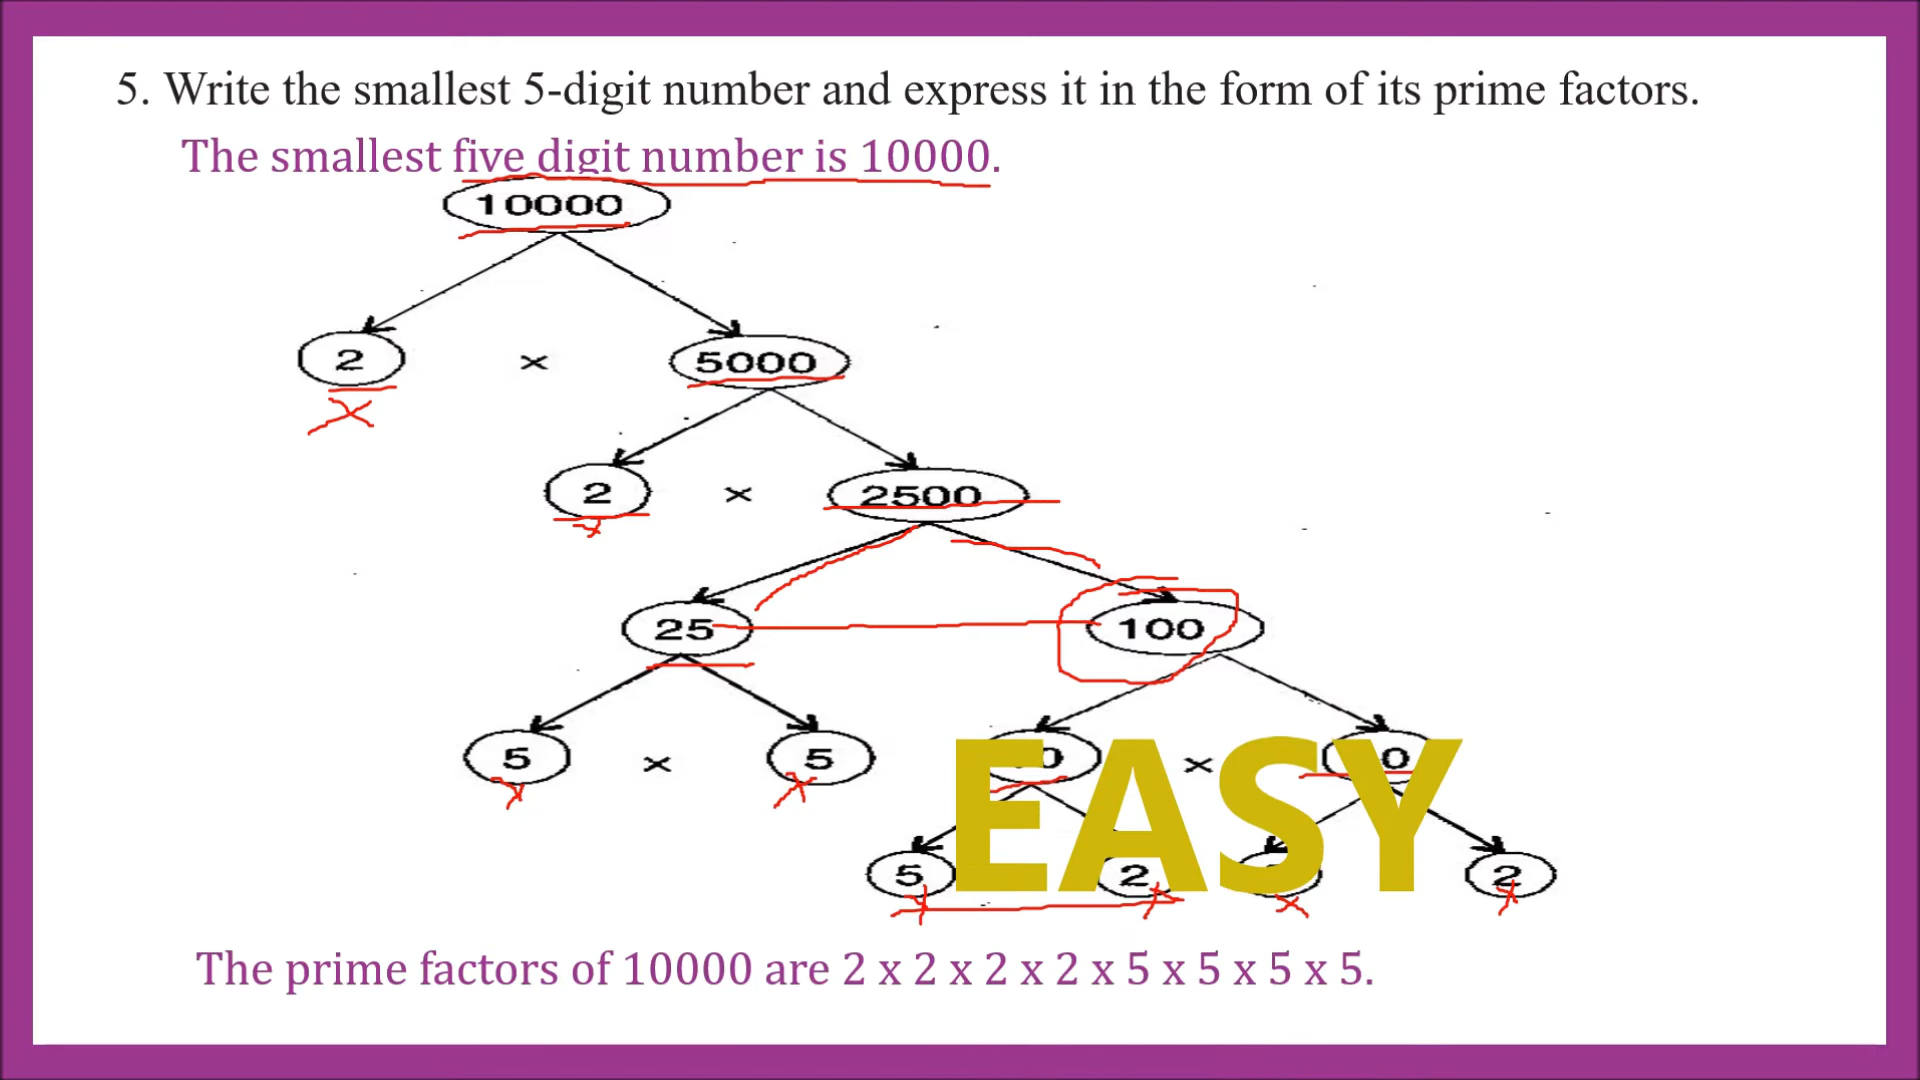 5. Write the smallest 5-digit number and express it in the form of its prime factors.
The smallest five digit number is 10000.
10000
2 x 5000
2 x 2500
25 100
5 x 5 x
EASY
5 2 2
The prime factors of 10000 are 2 x 2 x 2 x 2 x 5 x 5 x 5 x 5.